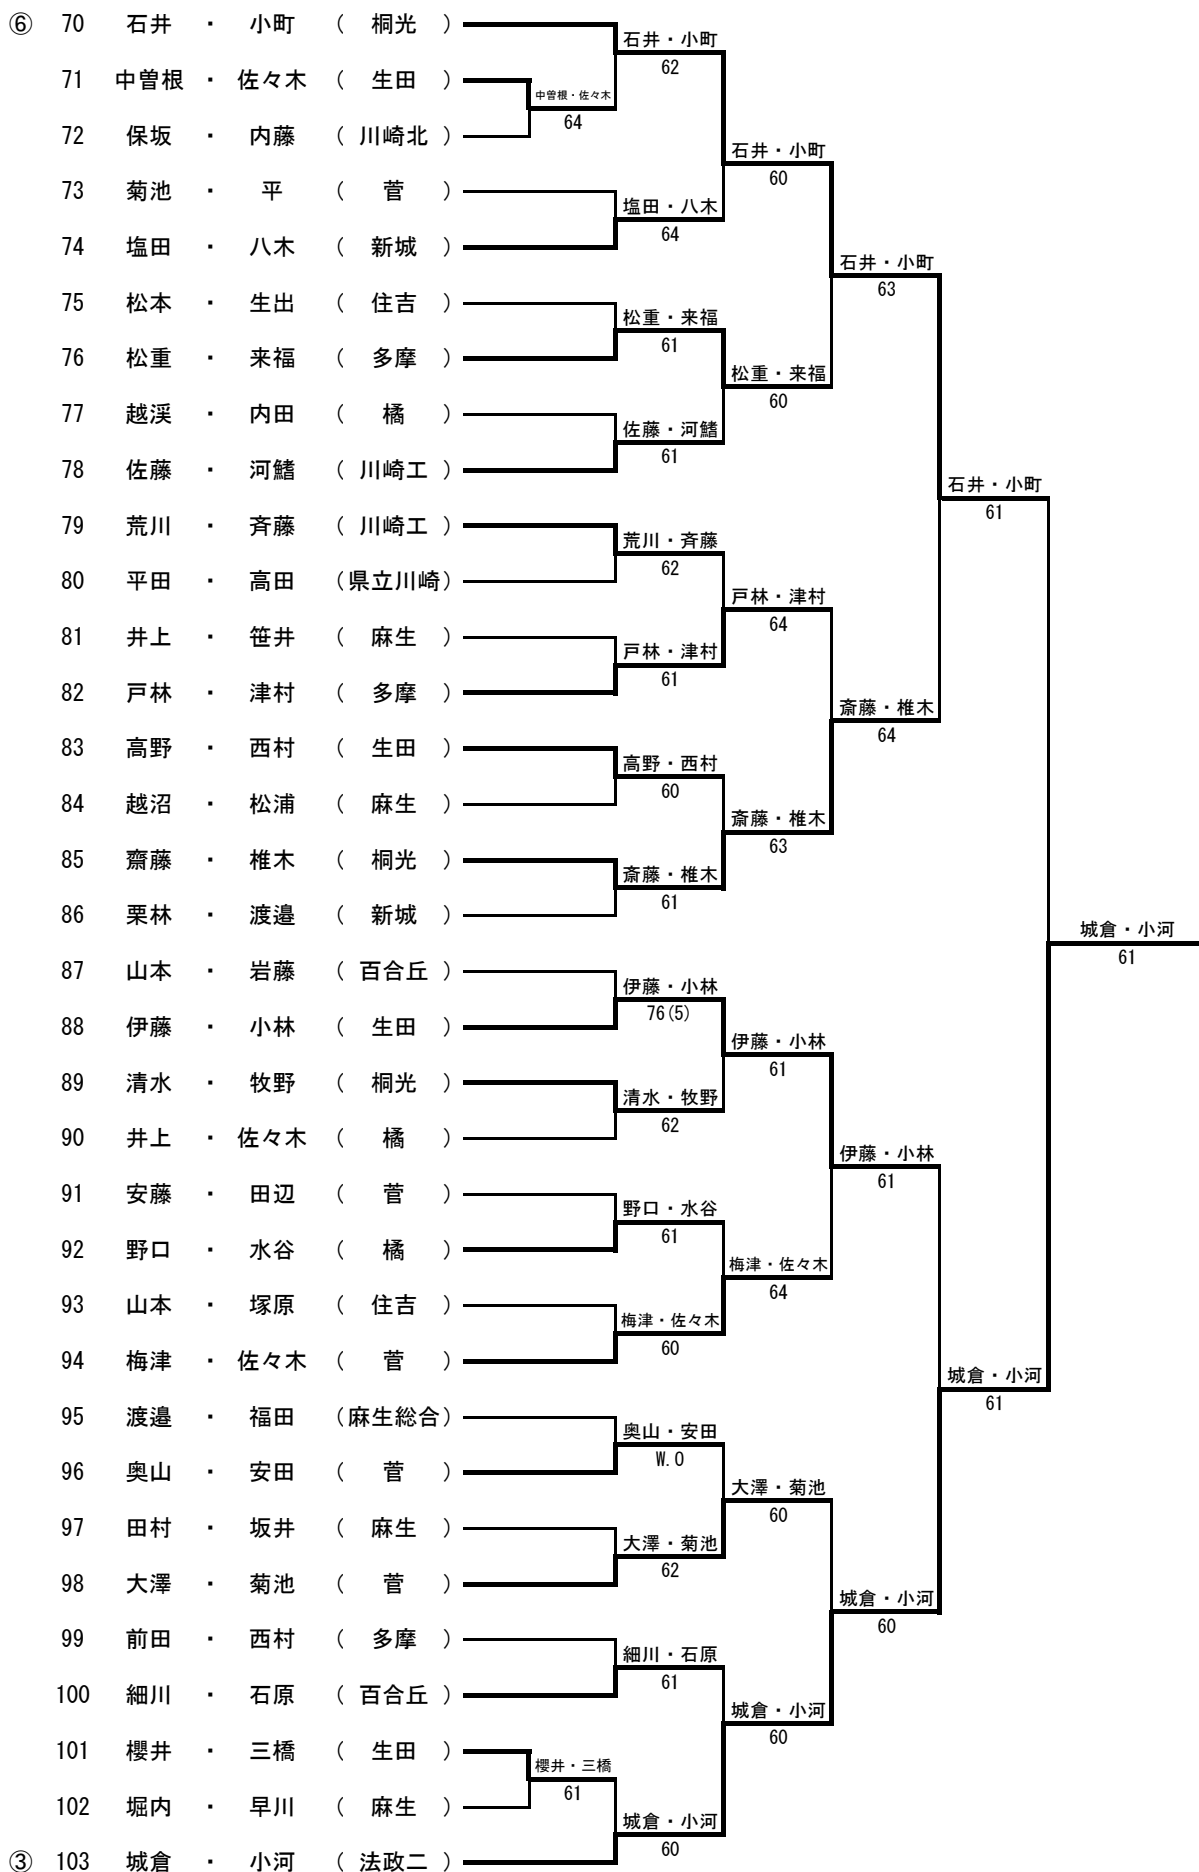 ⑥ 70 石井 ・ 小町 ( 桐光 )
石井・小町
62
71 中曽根 ・ 佐々木 ( 生田 )
中曽根・佐々木
64
72 保坂 ・ 内藤 ( 川崎北 )
石井・小町
60
73 菊池 ・ 平 ( 菅 )
塩田・八木
64
74 塩田 ・ 八木 ( 新城 )
石井・小町
63
75 松本 ・ 生出 ( 住吉 )
松重・来福
61
76 松重 ・ 来福 ( 多摩 )
松重・来福
60
77 越渓 ・ 内田 ( 橘 )
佐藤・河鰭
61
78 佐藤 ・ 河鰭 ( 川崎工 )
石井・小町
61
79 荒川 ・ 斉藤 ( 川崎工 )
荒川・斉藤
62
80 平田 ・ 高田 (県立川崎)
戸林・津村
64
81 井上 ・ 笹井 ( 麻生 )
戸林・津村
61
82 戸林 ・ 津村 ( 多摩 )
斎藤・椎木
64
83 高野 ・ 西村 ( 生田 )
高野・西村
60
84 越沼 ・ 松浦 ( 麻生 )
斎藤・椎木
63
85 齋藤 ・ 椎木 ( 桐光 )
斎藤・椎木
61
86 栗林 ・ 渡邉 ( 新城 )
城倉・小河
61
87 山本 ・ 岩藤 ( 百合丘 )
伊藤・小林
76(5)
88 伊藤 ・ 小林 ( 生田 )
伊藤・小林
61
89 清水 ・ 牧野 ( 桐光 )
清水・牧野
62
90 井上 ・ 佐々木 ( 橘 )
伊藤・小林
61
91 安藤 ・ 田辺 ( 菅 )
野口・水谷
61
92 野口 ・ 水谷 ( 橘 )
梅津・佐々木
64
93 山本 ・ 塚原 ( 住吉 )
梅津・佐々木
60
94 梅津 ・ 佐々木 ( 菅 )
城倉・小河
61
95 渡邉 ・ 福田 (麻生総合)
奥山・安田
W.O
96 奥山 ・ 安田 ( 菅 )
大澤・菊池
60
97 田村 ・ 坂井 ( 麻生 )
大澤・菊池
62
98 大澤 ・ 菊池 ( 菅 )
城倉・小河
60
99 前田 ・ 西村 ( 多摩 )
細川・石原
61
100 細川 ・ 石原 ( 百合丘 )
城倉・小河
60
101 櫻井 ・ 三橋 ( 生田 )
櫻井・三橋
61
102 堀内 ・ 早川 ( 麻生 )
城倉・小河
60
③ 103 城倉 ・ 小河 ( 法政二 )